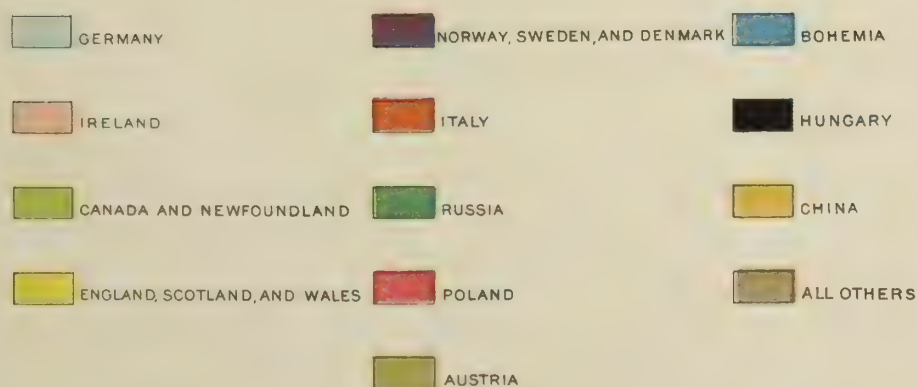 GERMANY
IRELAND
CANADA AND NEWFOUNDLAND
ENGLAND, SCOTLAND, AND WALES
NORWAY, SWEDEN, AND DENMARK
ITALY
RUSSIA
POLAND
AUSTRIA
BOHEMIA
HUNGARY
CHINA
ALL OTHERS